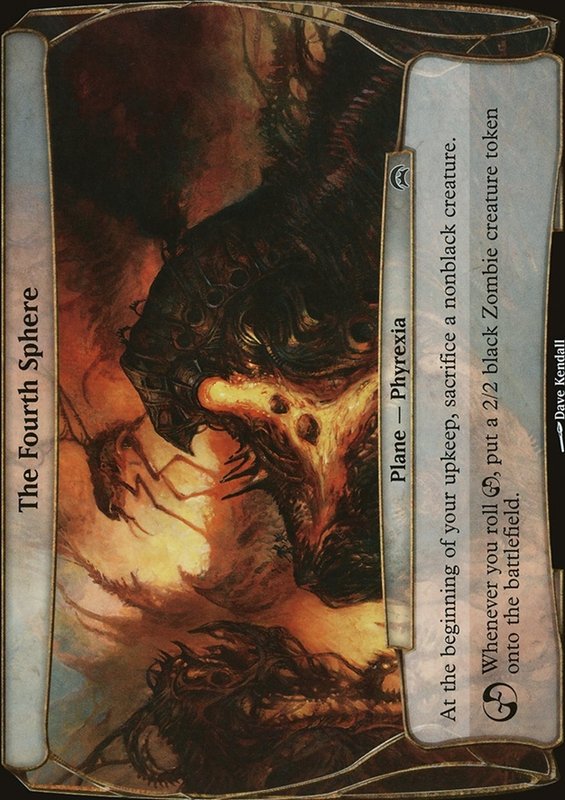 The Fourth Sphere
Plane — Phyrexia
At the beginning of your upkeep, sacrifice a nonblack creature.
Whenever you roll , put a 2/2 black Zombie creature token
onto the battlefield.
Dave Kendall